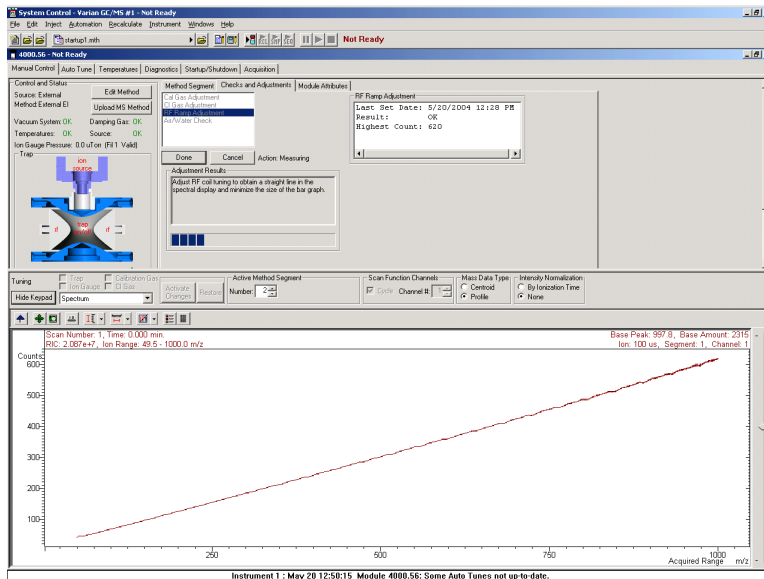 System Control - Varian GC/MS #1 - Not Ready
File Edit Inject Automation Recalculate Instrument Windows Help
startup1.mth Not Ready
4000.56 - Not Ready
Manual Control Auto Tune Temperatures Diagnostics Startup/Shutdown Acquisition
Control and Status
Source: External
Edit Method
Method: External EI
Upload MS Method
Vacuum System: OK Damping Gas: OK
Temperatures: OK Source: OK
Ion Gauge Pressure: 0.0 uTorr (Fil 1 Valid)
Trap
ion
source
trap
on/off
rf
rf
Method Segment Checks and Adjustments Module Attributes
Cal Gas Adjustment
CI Gas Adjustment
RF Ramp Adjustment
Air/Water Check
Done Cancel Action: Measuring
Adjustment Results
Adjust RF coil tuning to obtain a straight line in the
spectral display and minimize the size of the bar graph.
RF Ramp Adjustment
Last Set Date: 5/20/2004 12:28 PM
Result: OK
Highest Count: 620
Tuning
Trap Calibration Gas
Ion Gauge CI Gas
Hide Keypad Spectrum
Activate
Changes
Restore
Active Method Segment
Number: 2
Scan Function Channels
Cycle Channel #: 1
Mass Data Type
Centroid
Profile
Intensity Normalization
By Ionization Time
None
Scan Number: 1, Time: 0.000 min.
RIC: 2.087e+7, Ion Range: 49.5 - 1000.0 m/z
Base Peak: 997.8, Base Amount: 2315
Ion: 100 us, Segment: 1, Channel: 1
Counts
600
500
400
300
200
100
250 500 750 1000
Acquired Range m/z
Instrument 1 : May 20 12:50:15 Module 4000.56: Some Auto Tunes not up-to-date.